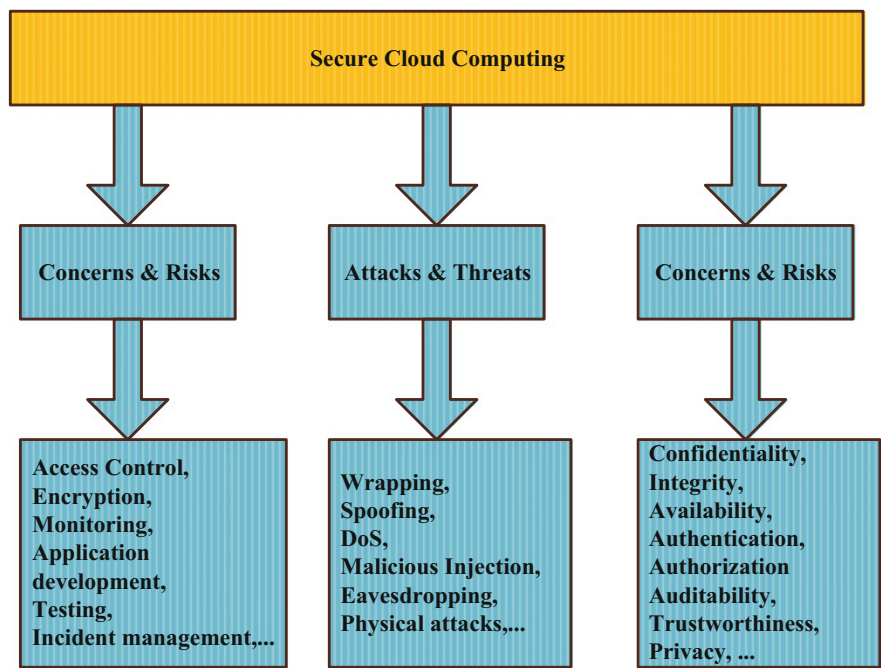 Secure Cloud Computing
Concerns & Risks
Attacks & Threats
Concerns & Risks
Access Control,
Encryption,
Monitoring,
Application
development,
Testing,
Incident management,...
Wrapping,
Spoofing,
DoS,
Malicious Injection,
Eavesdropping,
Physical attacks,...
Confidentiality,
Integrity,
Availability,
Authentication,
Authorization
Auditability,
Trustworthiness,
Privacy, ...